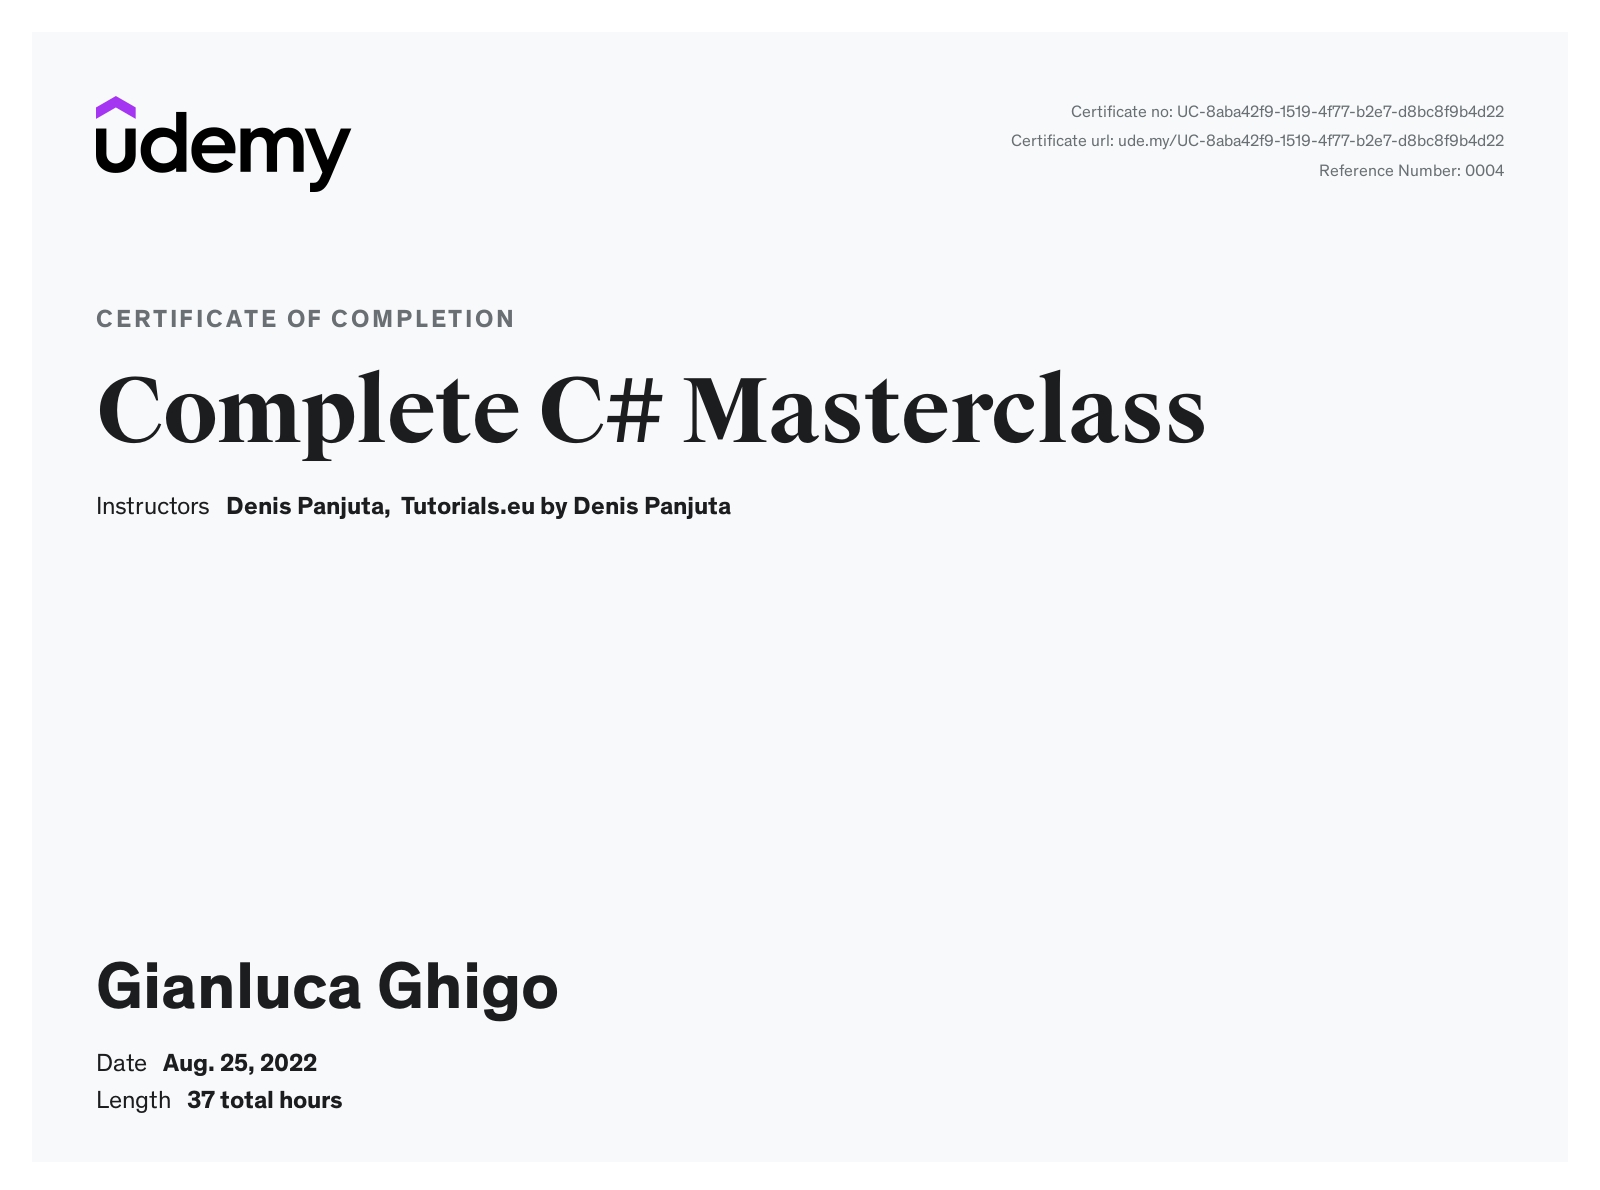 udemy
Certificate no: UC-8aba42f9-1519-4f77-b2e7-d8bc8f9b4d22
Certificate url: ude.my/UC-8aba42f9-1519-4f77-b2e7-d8bc8f9b4d22
Reference Number: 0004
CERTIFICATE OF COMPLETION
Complete C# Masterclass
Instructors Denis Panjuta, Tutorials.eu by Denis Panjuta
Gianluca Ghigo
Date Aug. 25, 2022
Length 37 total hours